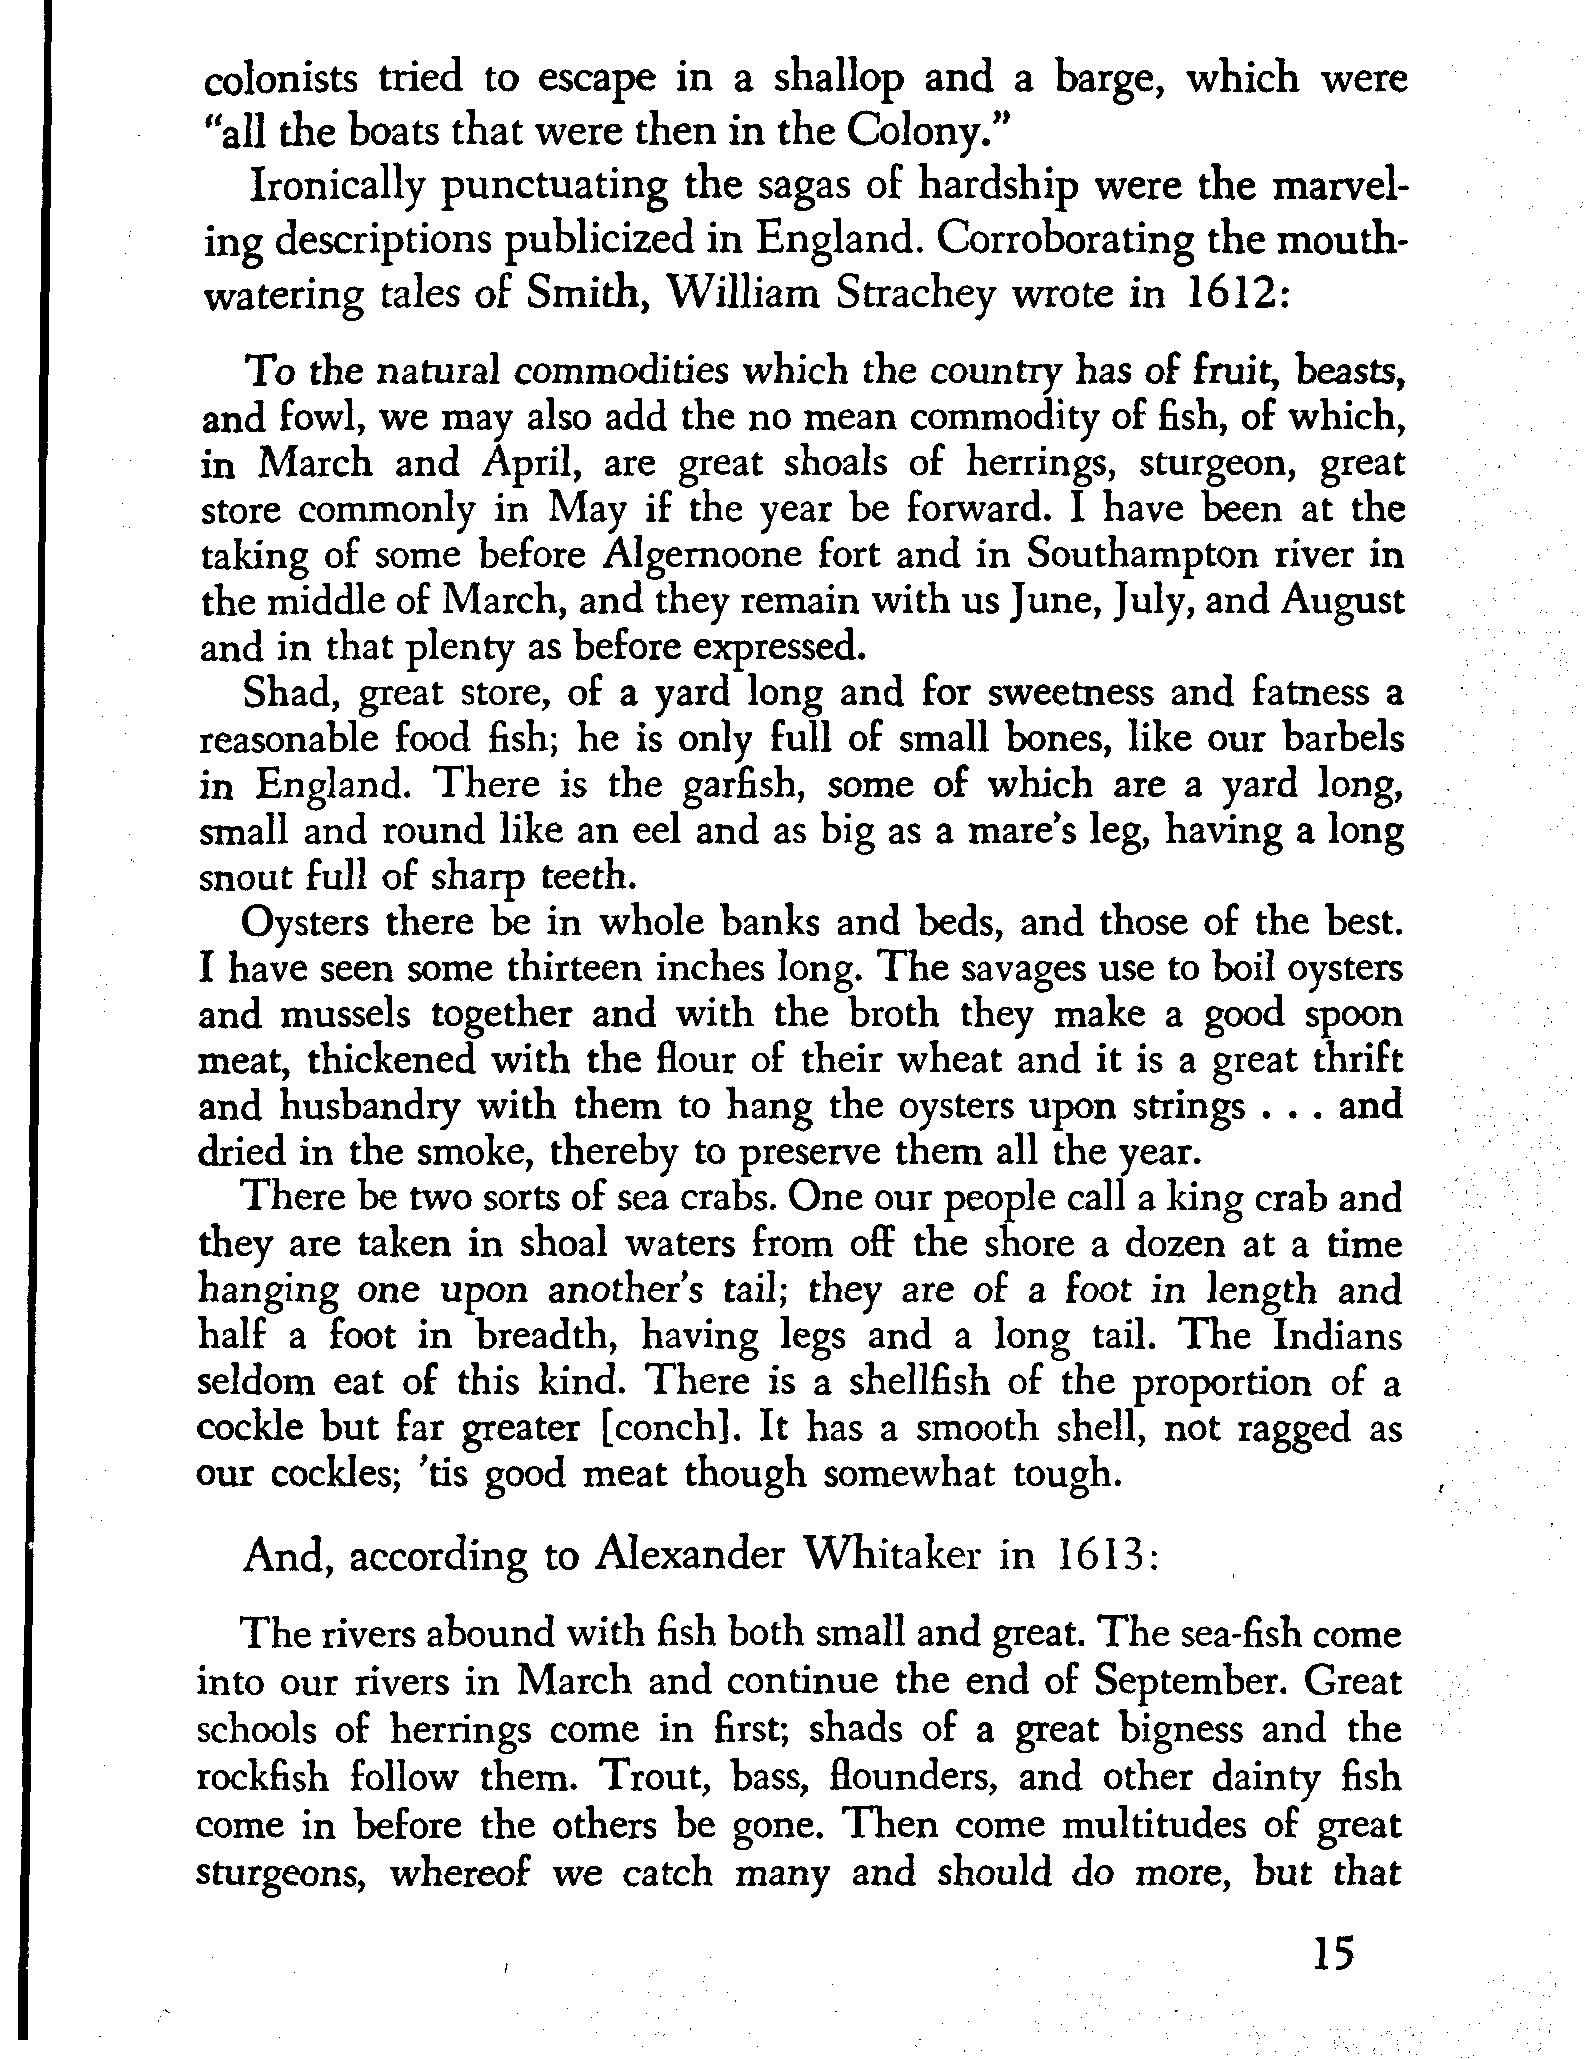 colonists tried to escape in a shallop and a barge, which were
"all the boats that were then in the Colony."
Ironically punctuating the sagas of hardship were the marvel-
ing descriptions publicized in England. Corroborating the mouth-
watering tales of Smith, William Strachey wrote in 1612:
To the natural commodities which the country has of fruit, beasts,
and fowl, we may also add the no mean commodity of fish, of which,
in March and April, are great shoals of herrings, sturgeon, great
store commonly in May if the year be forward. I have been at the
taking of some before Algernoone fort and in Southampton river in
the middle of March, and they remain with us June, July, and August
and in that plenty as before expressed.
Shad, great store, of a yard long and for sweetness and fatness a
reasonable food fish; he is only full of small bones, like our barbels
in England. There is the garfish, some of which are a yard long,
small and round like an eel and as big as a mare's leg, having a long
snout full of sharp teeth.
Oysters there be in whole banks and beds, and those of the best.
I have seen some thirteen inches long. The savages use to boil oysters
and mussels together and with the broth they make a good spoon
meat, thickened with the flour of their wheat and it is a great thrift
and husbandry with them to hang the oysters upon strings . . . and
dried in the smoke, thereby to preserve them all the year.
There be two sorts of sea crabs. One our people call a king crab and
they are taken in shoal waters from off the shore a dozen at a time
hanging one upon another's tail; they are of a foot in length and
half a foot in breadth, having legs and a long tail. The Indians
seldom eat of this kind. There is a shellfish of the proportion of a
cockle but far greater [conch]. It has a smooth shell, not ragged as
our cockles; 'tis good meat though somewhat tough.
And, according to Alexander Whitaker in 1613:
The rivers abound with fish both small and great. The sea-fish come
into our rivers in March and continue the end of September. Great
schools of herrings come in first; shads of a great bigness and the
rockfish follow them. Trout, bass, flounders, and other dainty fish
come in before the others be gone. Then come multitudes of great
sturgeons, whereof we catch many and should do more, but that
15